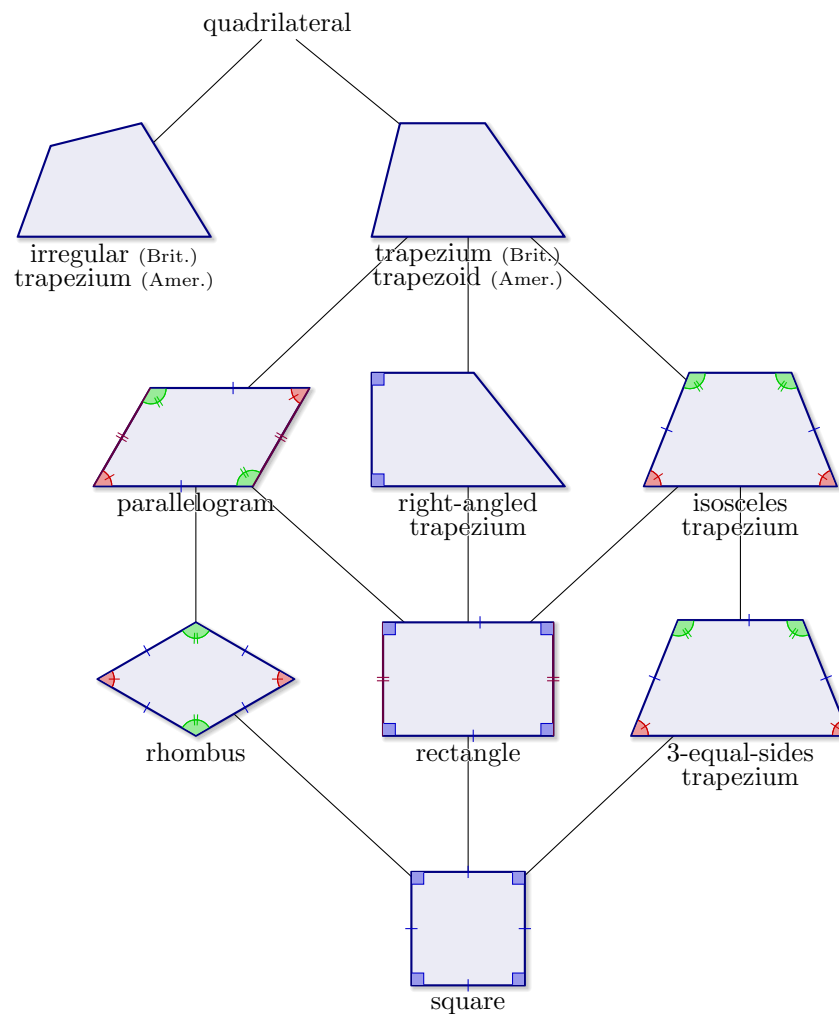 quadrilateral
irregular (Brit.)
trapezium (Amer.)
trapezium (Brit.)
trapezoid (Amer.)
parallelogram
right-angled
trapezium
isosceles
trapezium
rhombus
rectangle
3-equal-sides
trapezium
square